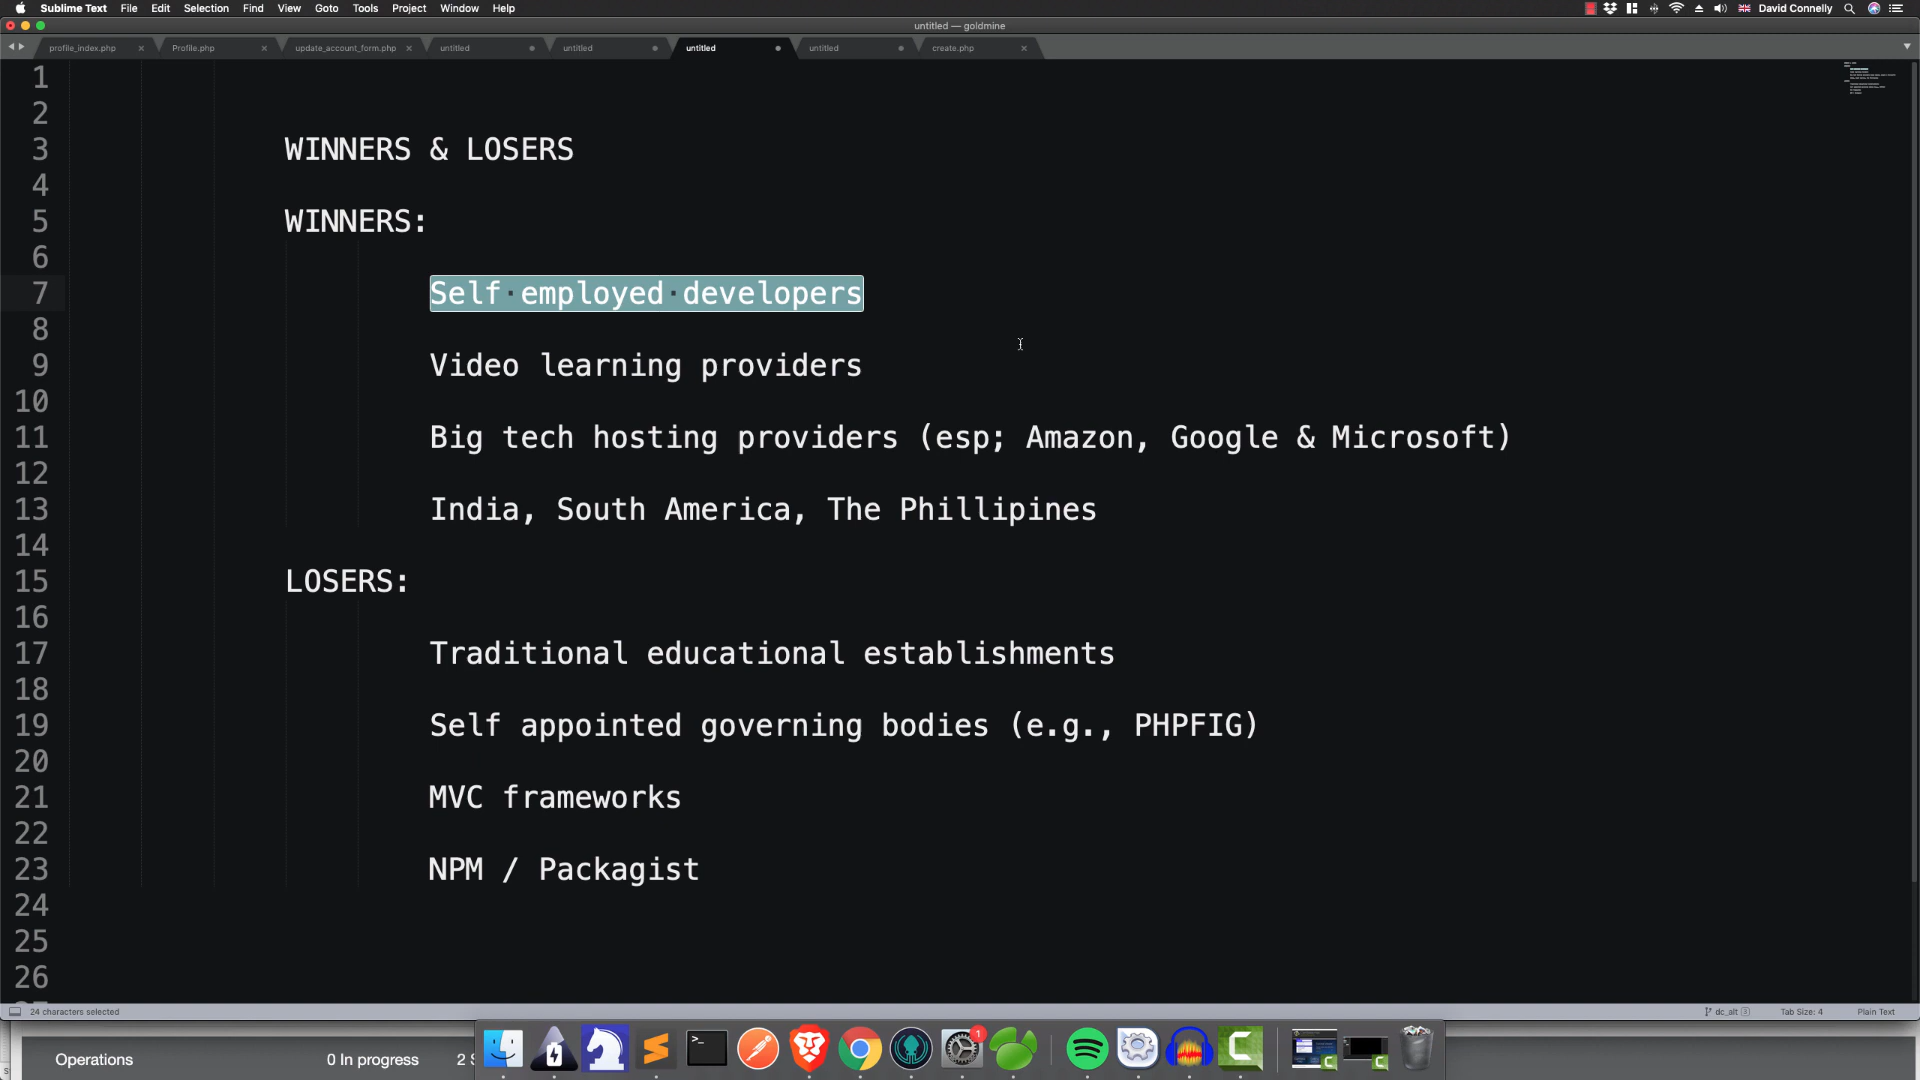 Sublime Text File Edit Selection Find View Goto Tools Project Window Help David Connelly
untitled — goldmine
profile_index.php Profile.php update_account_form.php untitled untitled untitled untitled create.php
1
2
3 WINNERS & LOSERS
4
5 WINNERS:
6
7 Self employed developers
8
9 Video learning providers
10
11 Big tech hosting providers (esp; Amazon, Google & Microsoft)
12
13 India, South America, The Phillipines
14
15 LOSERS:
16
17 Traditional educational establishments
18
19 Self appointed governing bodies (e.g., PHPFIG)
20
21 MVC frameworks
22
23 NPM / Packagist
24
25
26
24 characters selected dc_alt 3 Tab Size: 4 Plain Text
Operations 0 In progress 2
1